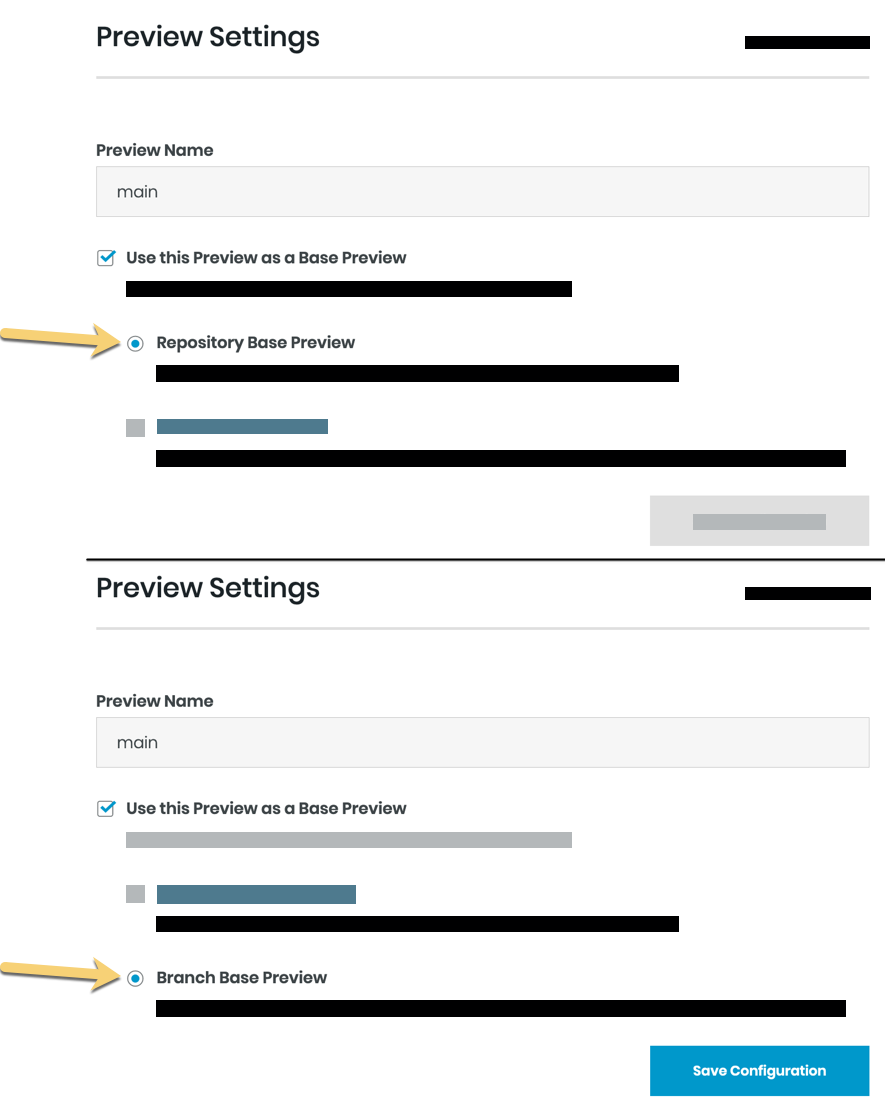 Preview Settings
Preview Name
main
Use this Preview as a Base Preview
Repository Base Preview
Preview Settings
Preview Name
main
Use this Preview as a Base Preview
Branch Base Preview
Save Configuration